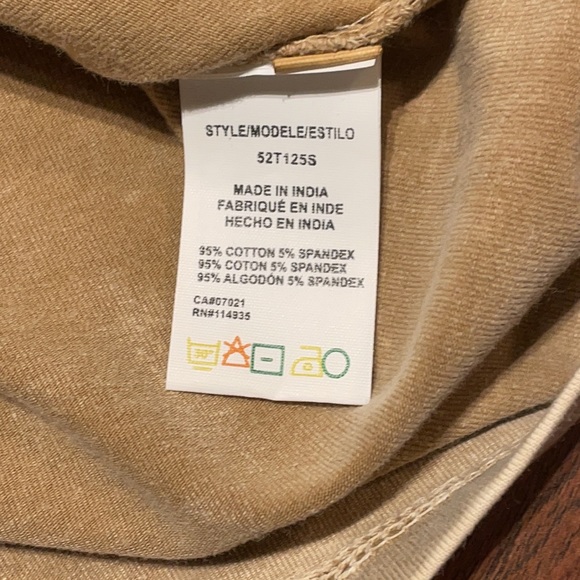 STYLE/MODELE/ESTILO
52T125S
MADE IN INDIA
FABRIQUÉ EN INDE
HECHO EN INDIA
95% COTTON 5% SPANDEX
95% COTON 5% SPANDEX
95% ALGODÓN 5% SPANDEX
CA#07021
RN#114935
30°